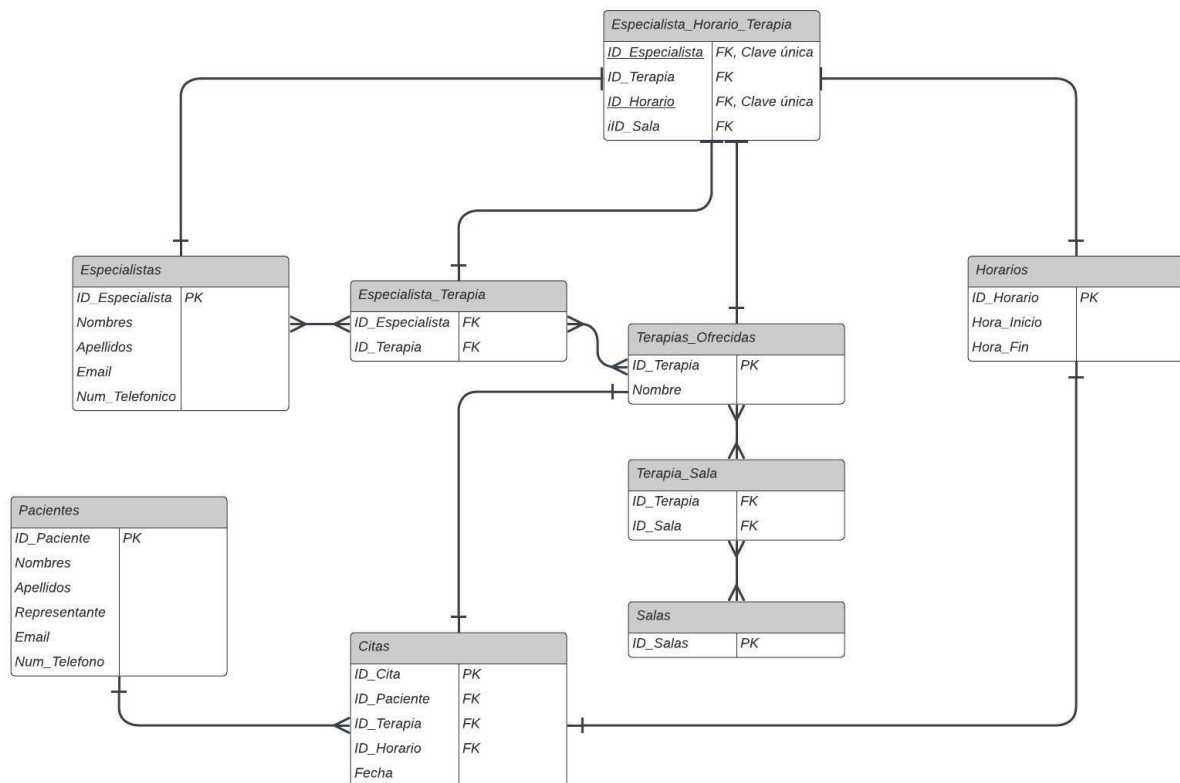 Especialista_Horario_Terapia
ID_Especialista FK, Clave única
ID_Terapia FK
ID_Horario FK, Clave única
iID_Sala FK
Especialistas
ID_Especialista PK
Nombres
Apellidos
Email
Num_Telefonico
Especialista_Terapia
ID_Especialista FK
ID_Terapia FK
Terapias_Ofrecidas
ID_Terapia PK
Nombre
Horarios
ID_Horario PK
Hora_Inicio
Hora_Fin
Terapia_Sala
ID_Terapia FK
ID_Sala FK
Pacientes
ID_Paciente PK
Nombres
Apellidos
Representante
Email
Num_Telefono
Salas
ID_Salas PK
Citas
ID_Cita PK
ID_Paciente FK
ID_Terapia FK
ID_Horario FK
Fecha